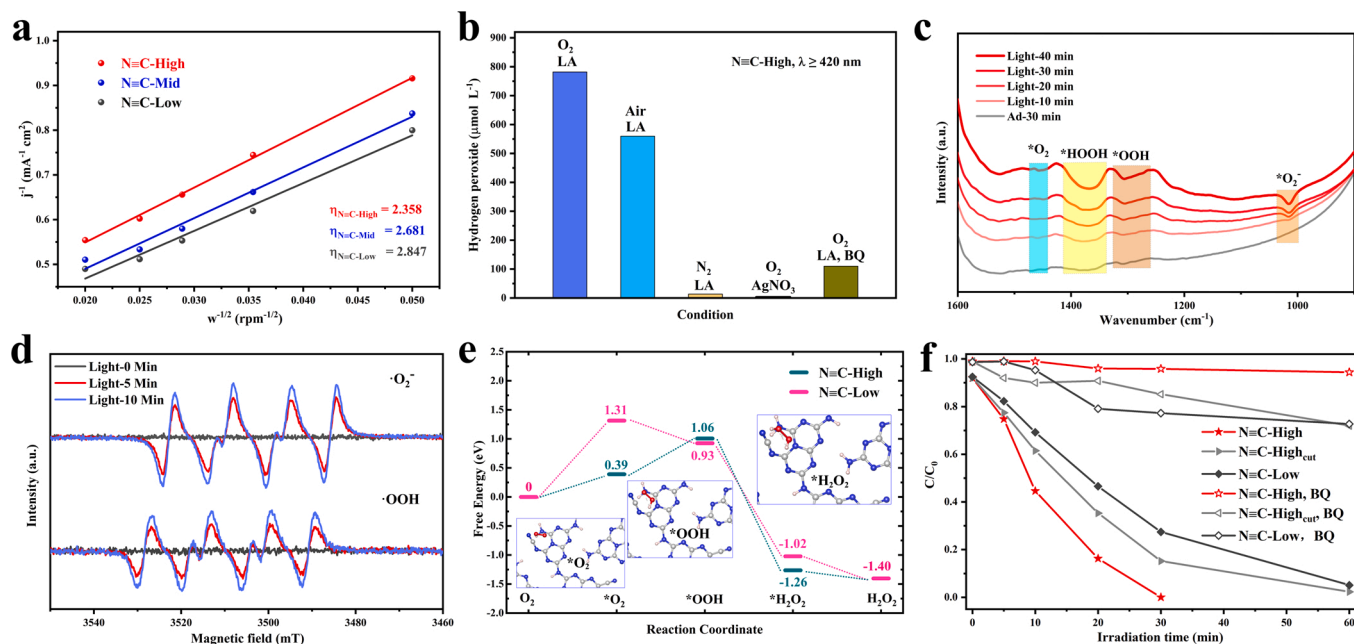 a
j⁻¹ (mA⁻¹ cm²)
1.0
0.9
0.8
0.7
0.6
0.5
N≡C-High
N≡C-Mid
N≡C-Low
ηN≡C-High = 2.358
ηN≡C-Mid = 2.681
ηN≡C-Low = 2.847
0.020 0.025 0.030 0.035 0.040 0.045 0.050
w⁻¹/² (rpm⁻¹/²)
b
Hydrogen peroxide (μmol L⁻¹)
900
800
700
600
500
400
300
200
100
0
N≡C-High, λ ≥ 420 nm
O₂
LA
Air
LA
N₂
LA
O₂
AgNO₃
O₂
LA, BQ
Condition
c
Intensity (a.u.)
Light-40 min
Light-30 min
Light-20 min
Light-10 min
Ad-30 min
*O₂
*HOOH
*OOH
*O₂⁻
1600 1400 1200 1000
Wavenumber (cm⁻¹)
d
Intensity (a.u.)
Light-0 Min
Light-5 Min
Light-10 Min
·O₂⁻
·OOH
3540 3520 3500 3480 3460
Magnetic field (mT)
e
Free Energy (eV)
2.0
1.5
1.0
0.5
0.0
-0.5
-1.0
-1.5
-2.0
N≡C-High
N≡C-Low
0
1.31
0.39
1.06
0.93
-1.02
-1.26
-1.40
*O₂
*OOH
*H₂O₂
O₂ *O₂ *OOH *H₂O₂ H₂O₂
Reaction Coordinate
f
C/C₀
1.0
0.8
0.6
0.4
0.2
0.0
N≡C-High
N≡C-Highcut
N≡C-Low
N≡C-High, BQ
N≡C-Highcut, BQ
N≡C-Low, BQ
0 10 20 30 40 50 60
Irradiation time (min)